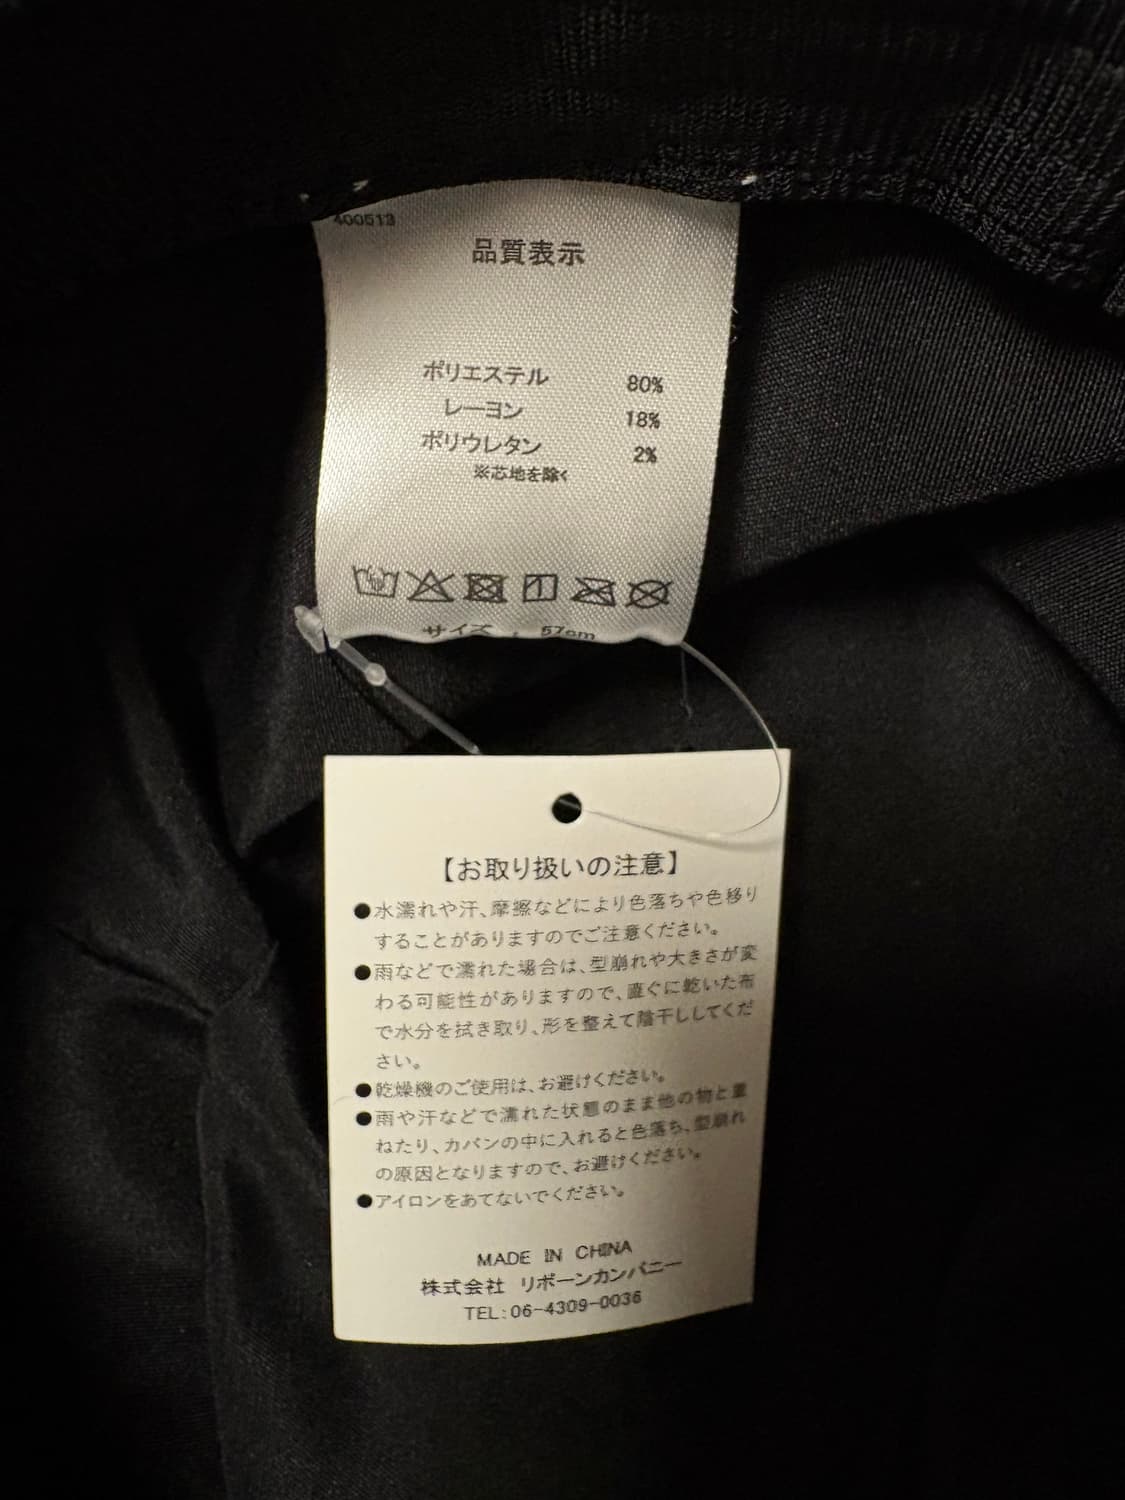 400513
品質表示
ポリエステル 80%
レーヨン 18%
ポリウレタン 2%
※芯地を除く
サイズ : 57cm
【お取り扱いの注意】
●水濡れや汗、摩擦などにより色落ちや色移り
することがありますのでご注意ください。
●雨などで濡れた場合は、型崩れや大きさが変
わる可能性がありますので、直ぐに乾いた布
で水分を拭き取り、形を整えて陰干ししてくだ
さい。
●乾燥機のご使用は、お避けください。
●雨や汗などで濡れた状態のまま他の物と重
ねたり、カバンの中に入れると色落ち、型崩れ
の原因となりますので、お避けください。
●アイロンをあてないでください。
MADE IN CHINA
株式会社 リボーンカンパニー
TEL:06-4309-0036